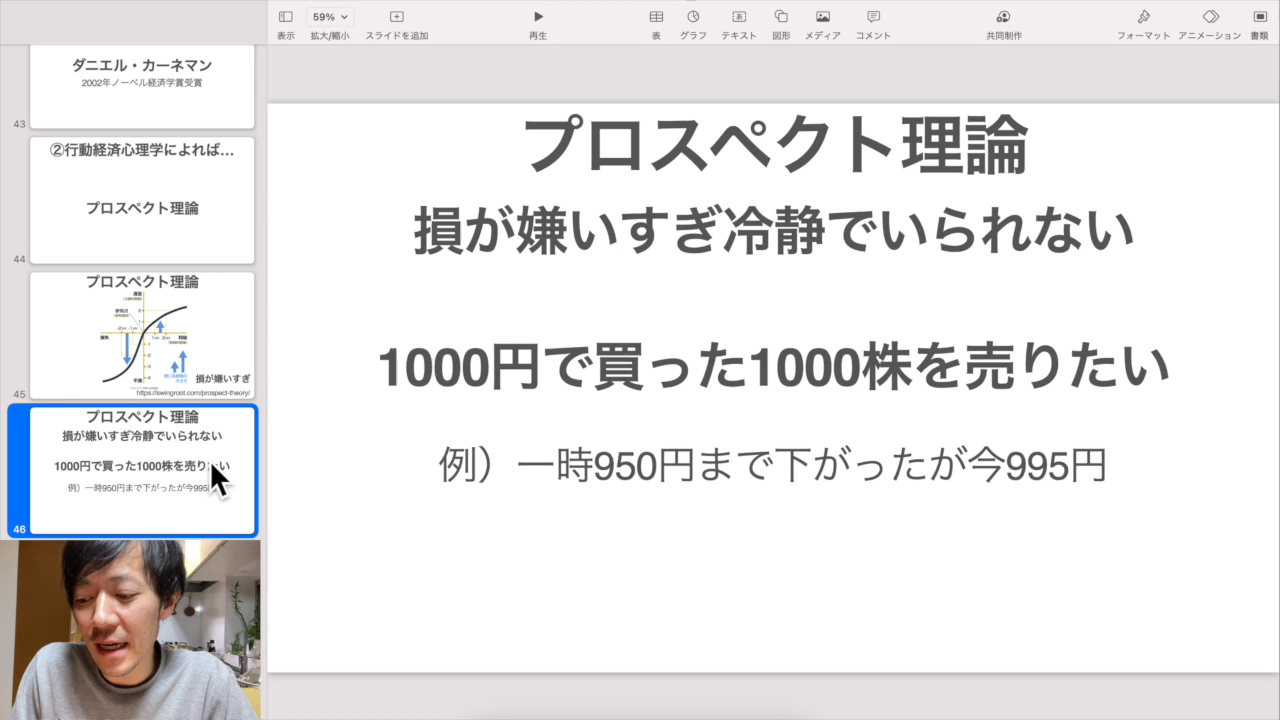 59%
表示
拡大/縮小
スライドを追加
再生
表
グラフ
テキスト
図形
メディア
コメント
共同制作
フォーマット
アニメーション
書類
ダニエル・カーネマン
2002年ノーベル経済学賞受賞
43
②行動経済心理学によれば…
プロスペクト理論
44
プロスペクト理論
損が嫌いすぎ
https://swingroot.com/prospect-theory/
45
プロスペクト理論
損が嫌いすぎ冷静でいられない
1000円で買った1000株を売りたい
例）一時950円まで下がったが今995
46
プロスペクト理論
損が嫌いすぎ冷静でいられない
1000円で買った1000株を売りたい
例）一時950円まで下がったが今995円